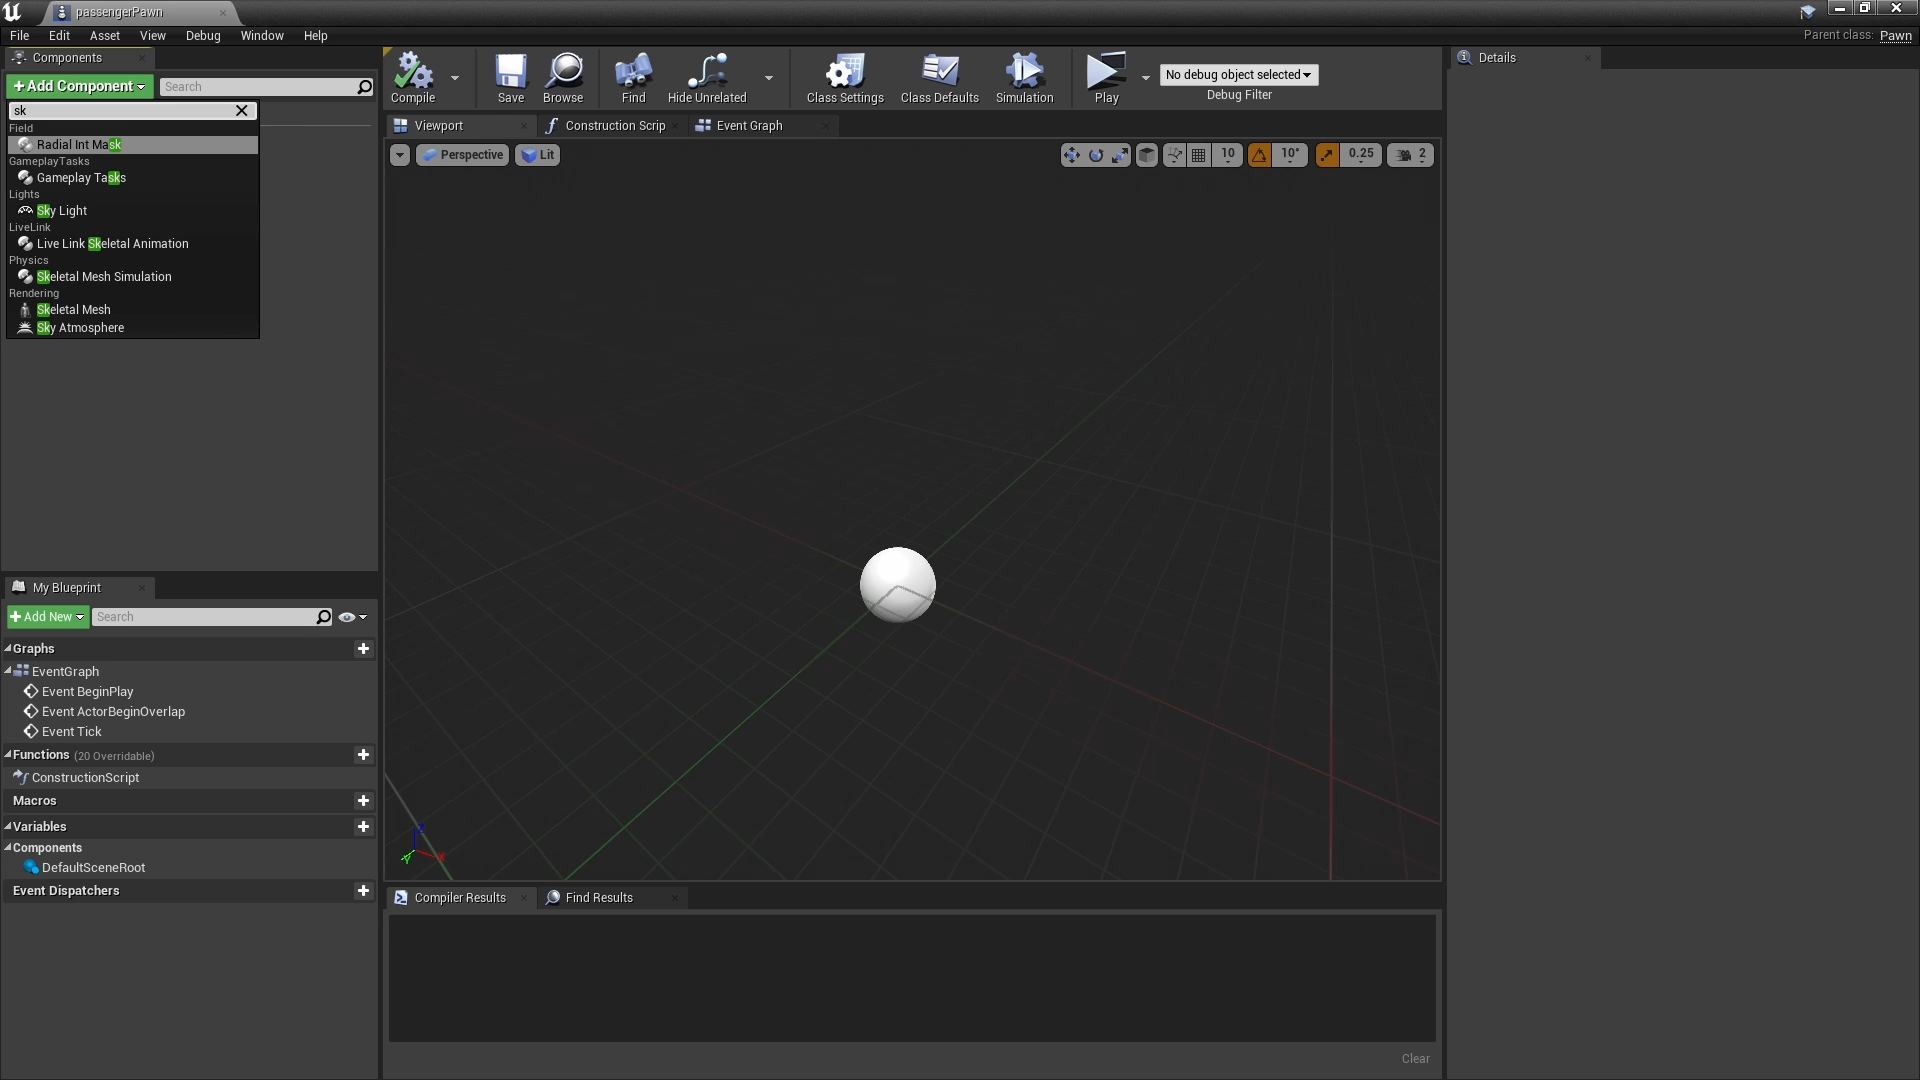 passengerPawn
File Edit Asset View Debug Window Help
Parent class: Pawn
Components
Add Component
Search
sk
Field
Radial Int Mask
GameplayTasks
Gameplay Tasks
Lights
Sky Light
LiveLink
Live Link Skeletal Animation
Physics
Skeletal Mesh Simulation
Rendering
Skeletal Mesh
Sky Atmosphere
My Blueprint
Add New
Search
Graphs
EventGraph
Event BeginPlay
Event ActorBeginOverlap
Event Tick
Functions (20 Overridable)
ConstructionScript
Macros
Variables
Components
DefaultSceneRoot
Event Dispatchers
Compile Save Browse Find Hide Unrelated Class Settings Class Defaults Simulation Play
No debug object selected
Debug Filter
Viewport Construction Scrip Event Graph
Perspective Lit
10 10° 0.25 2
Z
Y X
Compiler Results Find Results
Clear
Details